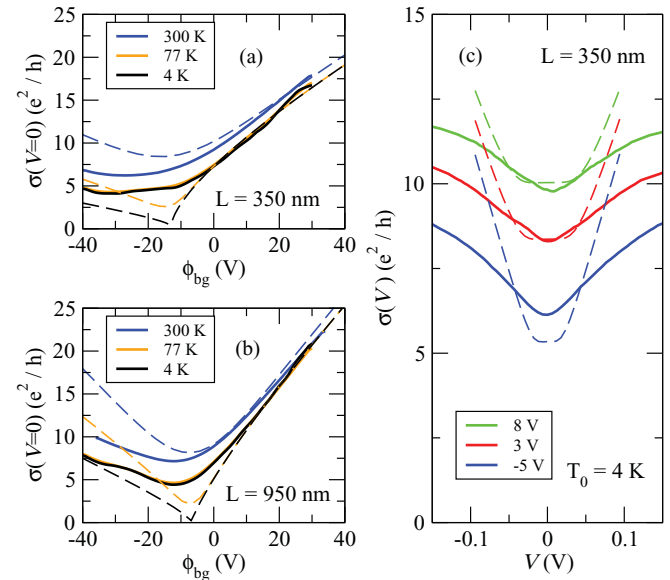 25
20
15
10
5
0
σ(V=0) (e² / h)
300 K
77 K
4 K
(a)
L = 350 nm
-40 -20 0 20 40
ϕbg (V)
25
20
15
10
5
0
σ(V=0) (e² / h)
300 K
77 K
4 K
(b)
L = 950 nm
-40 -20 0 20 40
ϕbg (V)
15
10
5
0
σ(V) (e² / h)
(c)
L = 350 nm
8 V
3 V
-5 V
T₀ = 4 K
-0.1 0 0.1
V (V)